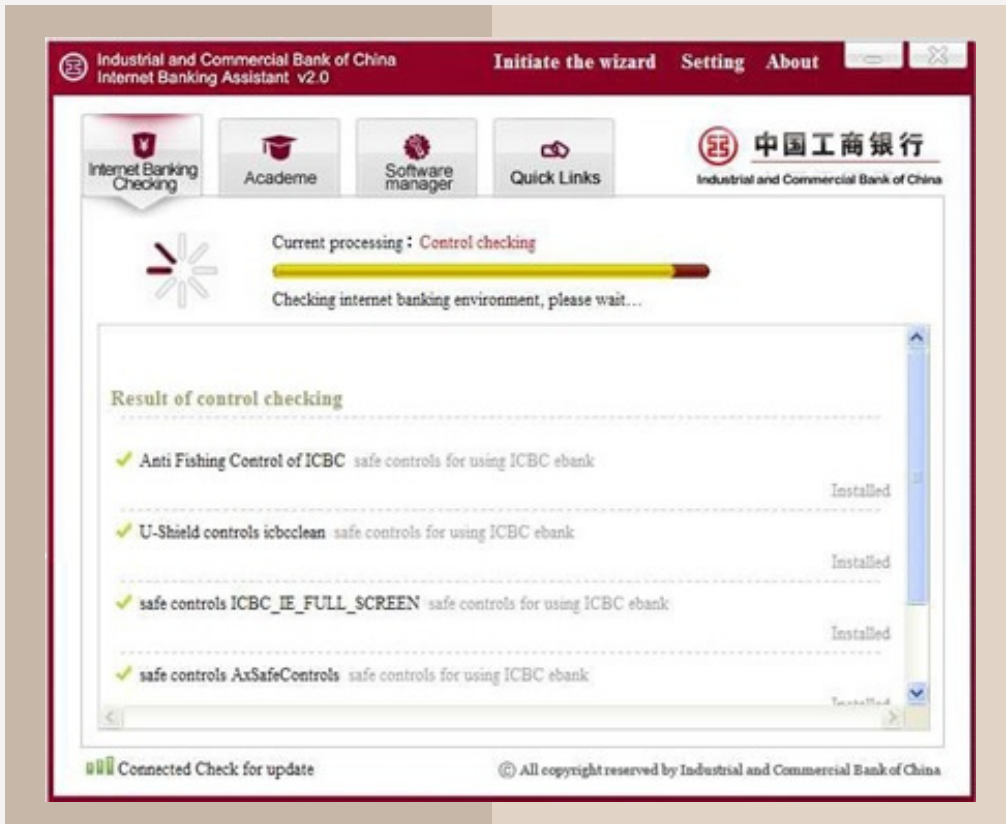 Industrial and Commercial Bank of China
Internet Banking Assistant v2.0
Initiate the wizard Setting About
Internet Banking
Checking
Academe
Software
manager
Quick Links
中国工商银行
Industrial and Commercial Bank of China
Current processing: Control checking
Checking internet banking environment, please wait...
Result of control checking
Anti Fishing Control of ICBC safe controls for using ICBC ebank
Installed
U-Shield controls icbcclean safe controls for using ICBC ebank
Installed
safe controls ICBC_IE_FULL_SCREEN safe controls for using ICBC ebank
Installed
safe controls AxSafeControls safe controls for using ICBC ebank
Installed
Connected Check for update
© All copyright reserved by Industrial and Commercial Bank of China